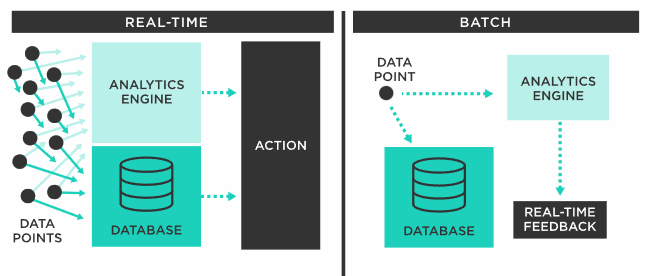 REAL-TIME
ANALYTICS
ENGINE
DATABASE
ACTION
DATA
POINTS
BATCH
DATA
POINT
ANALYTICS
ENGINE
DATABASE
REAL-TIME
FEEDBACK